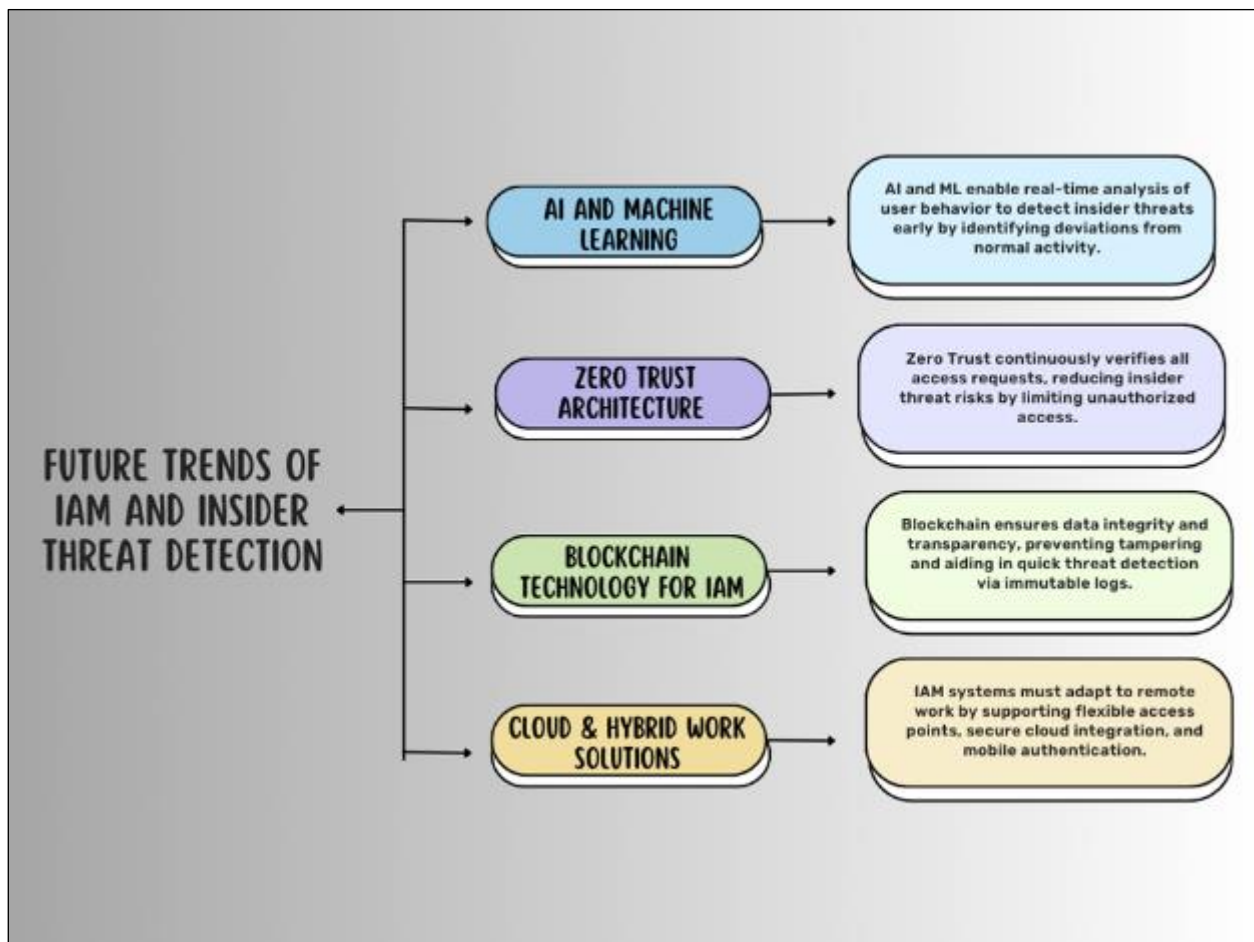 FUTURE TRENDS OF
IAM AND INSIDER
THREAT DETECTION
AI AND MACHINE
LEARNING
AI and ML enable real-time analysis of
user behavior to detect insider threats
early by identifying deviations from
normal activity.
ZERO TRUST
ARCHITECTURE
Zero Trust continuously verifies all
access requests, reducing insider
threat risks by limiting unauthorized
access.
BLOCKCHAIN
TECHNOLOGY FOR IAM
Blockchain ensures data integrity and
transparency, preventing tampering
and aiding in quick threat detection
via immutable logs.
CLOUD & HYBRID WORK
SOLUTIONS
IAM systems must adapt to remote
work by supporting flexible access
points, secure cloud integration, and
mobile authentication.